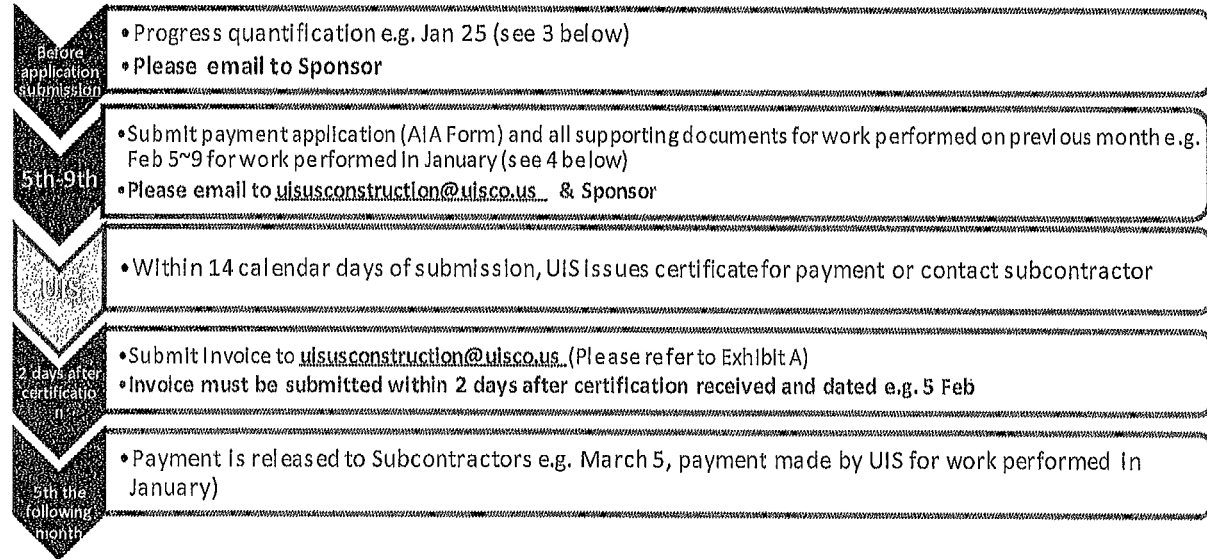 Before
application
submission
• Progress quantification e.g. Jan 25 (see 3 below)
• Please email to Sponsor
5th-9th
• Submit payment application (AIA Form) and all supporting documents for work performed on previous month e.g.
Feb 5~9 for work performed in January (see 4 below)
• Please email to uisusconstruction@uisco.us & Sponsor
UIS
• Within 14 calendar days of submission, UIS issues certificate for payment or contact subcontractor
2 days after
certificatio
n
• Submit Invoice to uisusconstruction@uisco.us (Please refer to Exhibit A)
• Invoice must be submitted within 2 days after certification received and dated e.g. 5 Feb
5th the
following
month
• Payment is released to Subcontractors e.g. March 5, payment made by UIS for work performed in
January)